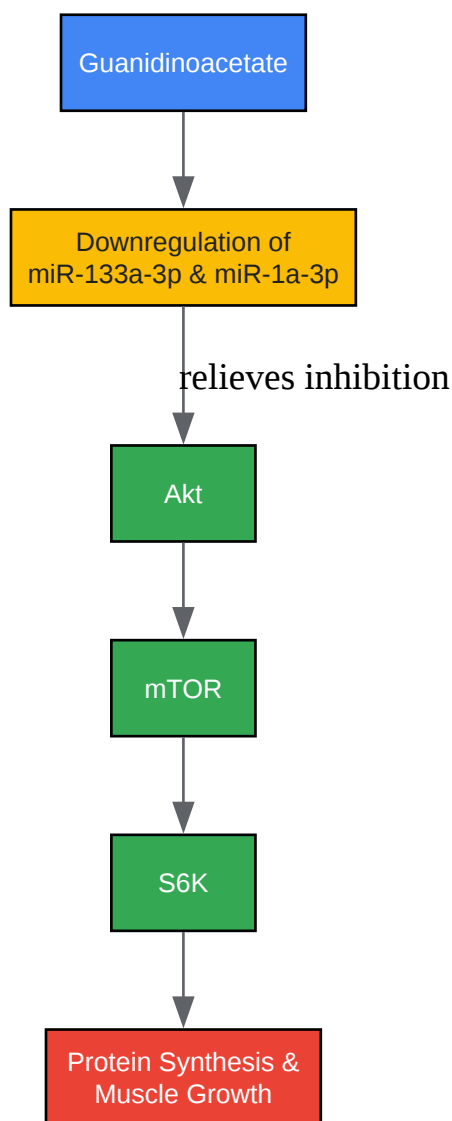 Guanidinoacetate
Downregulation of
miR-133a-3p & miR-1a-3p
relieves inhibition
Akt
mTOR
S6K
Protein Synthesis &
Muscle Growth